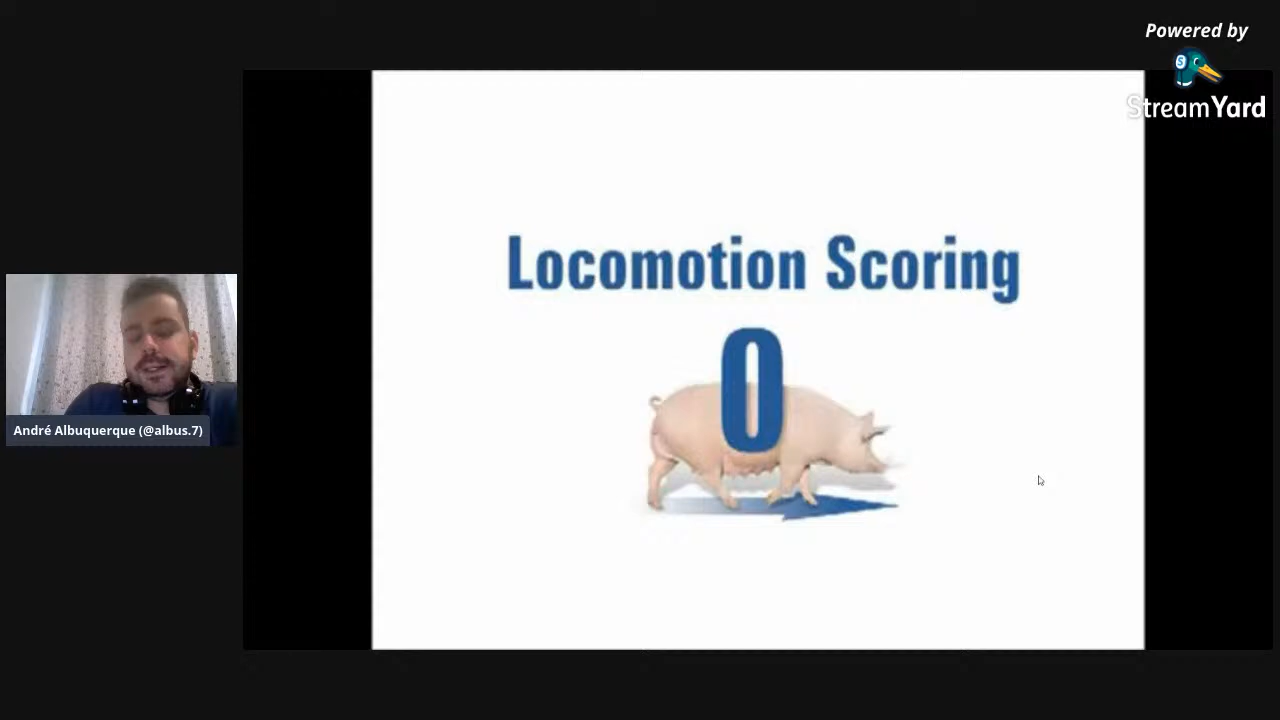 Powered by
StreamYard
Locomotion Scoring
0
André Albuquerque (@albus.7)